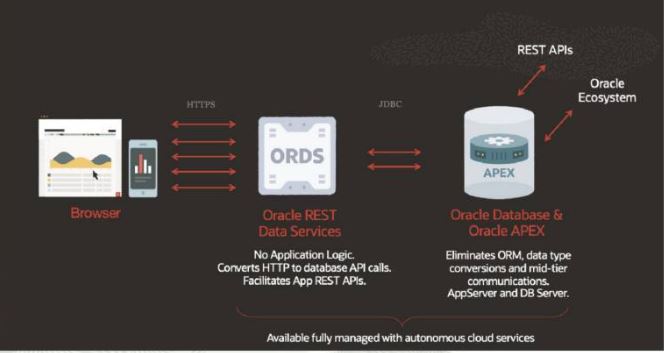 REST APIs
Oracle
Ecosystem
HTTPS
JDBC
ORDS
APEX
Browser
Oracle REST
Data Services
Oracle Database &
Oracle APEX
No Application Logic.
Converts HTTP to database API calls.
Facilitates App REST APIs.
Eliminates ORM, data type
conversions and mid-tier
communications.
AppServer and DB Server.
Available fully managed with autonomous cloud services